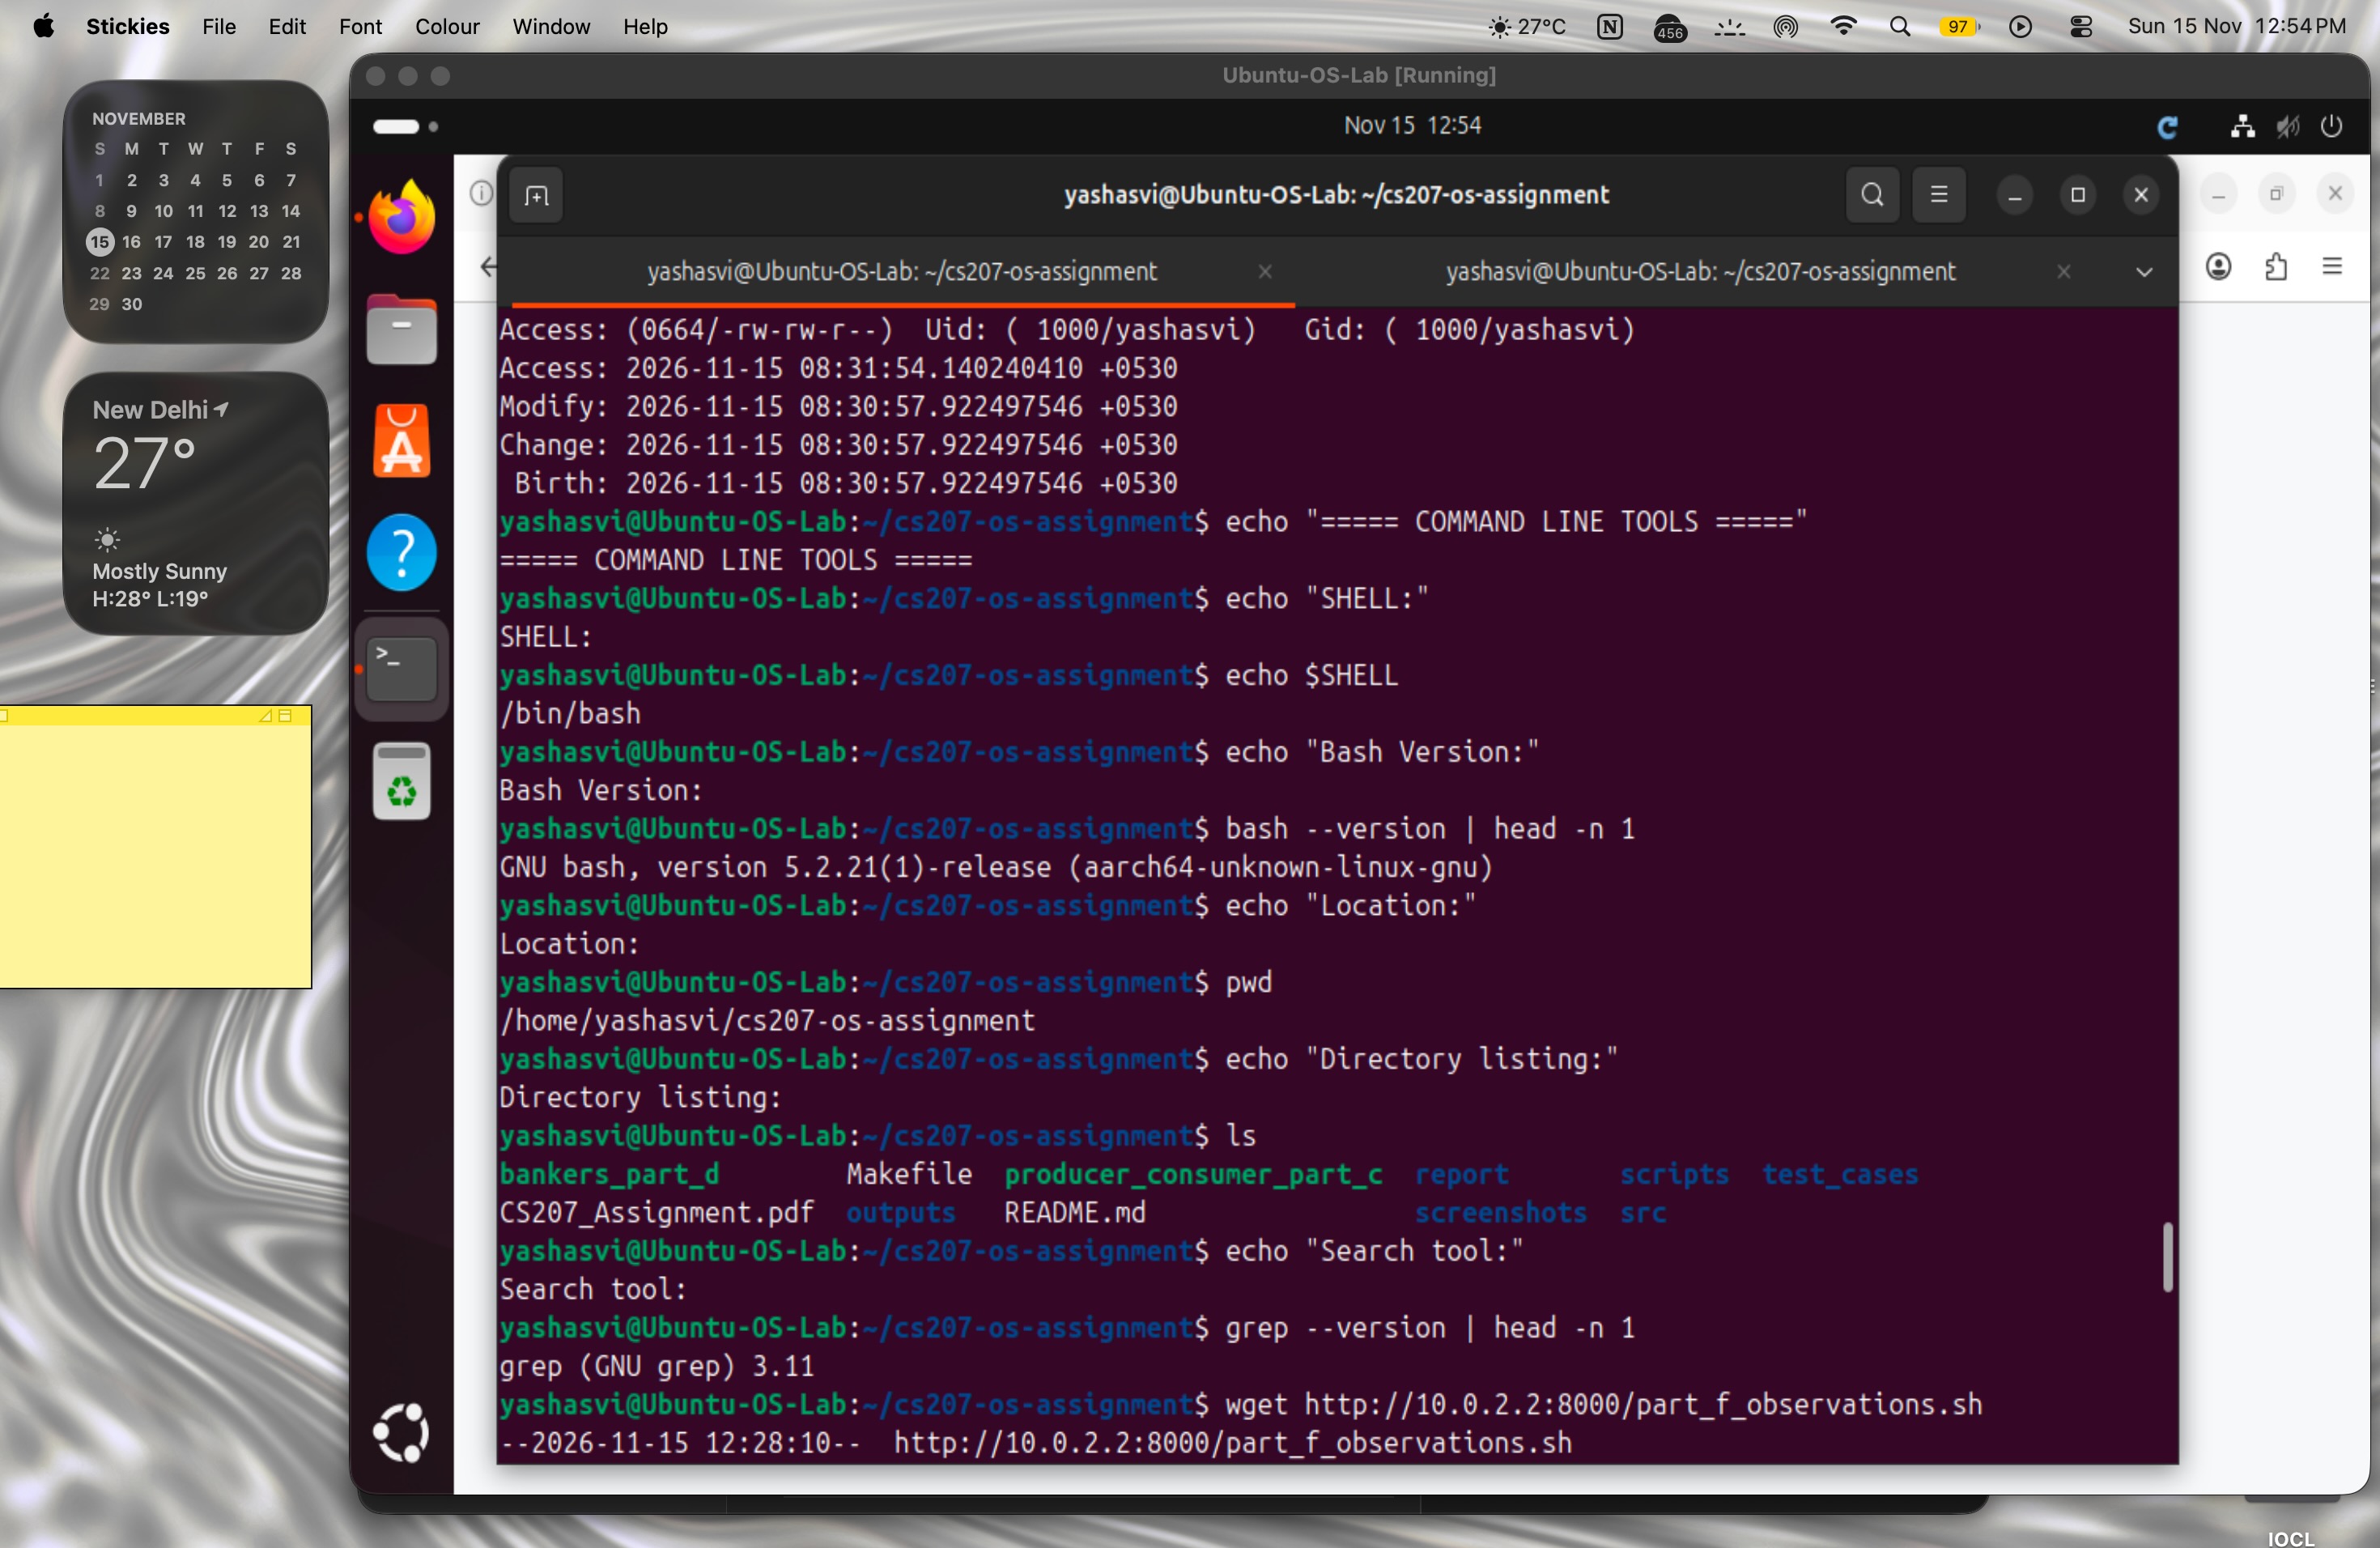 Stickies File Edit Font Colour Window Help 27°C 456 97 Sun 15 Nov 12:54 PM
Ubuntu-OS-Lab [Running]
Nov 15 12:54
NOVEMBER
S M T W T F S
1 2 3 4 5 6 7
8 9 10 11 12 13 14
15 16 17 18 19 20 21
22 23 24 25 26 27 28
29 30
New Delhi
27°
Mostly Sunny
H:28° L:19°
yashasvi@Ubuntu-OS-Lab: ~/cs207-os-assignment
yashasvi@Ubuntu-OS-Lab: ~/cs207-os-assignment yashasvi@Ubuntu-OS-Lab: ~/cs207-os-assignment
Access: (0664/-rw-rw-r--)  Uid: ( 1000/yashasvi)   Gid: ( 1000/yashasvi)
Access: 2026-11-15 08:31:54.140240410 +0530
Modify: 2026-11-15 08:30:57.922497546 +0530
Change: 2026-11-15 08:30:57.922497546 +0530
 Birth: 2026-11-15 08:30:57.922497546 +0530
yashasvi@Ubuntu-OS-Lab:~/cs207-os-assignment$ echo "===== COMMAND LINE TOOLS ====="
===== COMMAND LINE TOOLS =====
yashasvi@Ubuntu-OS-Lab:~/cs207-os-assignment$ echo "SHELL:"
SHELL:
yashasvi@Ubuntu-OS-Lab:~/cs207-os-assignment$ echo $SHELL
/bin/bash
yashasvi@Ubuntu-OS-Lab:~/cs207-os-assignment$ echo "Bash Version:"
Bash Version:
yashasvi@Ubuntu-OS-Lab:~/cs207-os-assignment$ bash --version | head -n 1
GNU bash, version 5.2.21(1)-release (aarch64-unknown-linux-gnu)
yashasvi@Ubuntu-OS-Lab:~/cs207-os-assignment$ echo "Location:"
Location:
yashasvi@Ubuntu-OS-Lab:~/cs207-os-assignment$ pwd
/home/yashasvi/cs207-os-assignment
yashasvi@Ubuntu-OS-Lab:~/cs207-os-assignment$ echo "Directory listing:"
Directory listing:
yashasvi@Ubuntu-OS-Lab:~/cs207-os-assignment$ ls
bankers_part_d        Makefile  producer_consumer_part_c  report       scripts  test_cases
CS207_Assignment.pdf  outputs   README.md                 screenshots  src
yashasvi@Ubuntu-OS-Lab:~/cs207-os-assignment$ echo "Search tool:"
Search tool:
yashasvi@Ubuntu-OS-Lab:~/cs207-os-assignment$ grep --version | head -n 1
grep (GNU grep) 3.11
yashasvi@Ubuntu-OS-Lab:~/cs207-os-assignment$ wget http://10.0.2.2:8000/part_f_observations.sh
--2026-11-15 12:28:10--  http://10.0.2.2:8000/part_f_observations.sh
IOCL